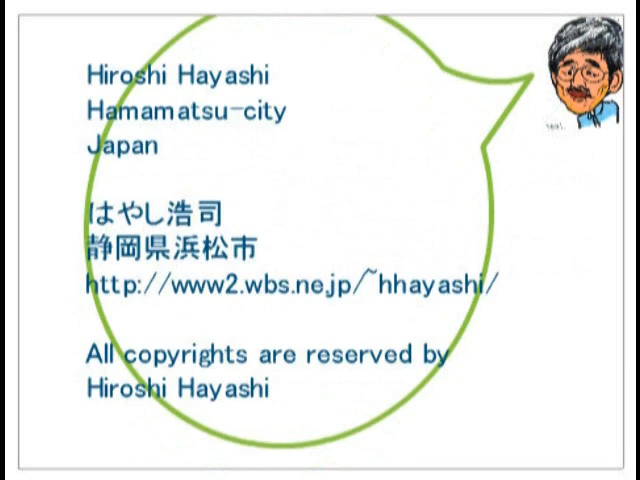 Hiroshi Hayashi
Hamamatsu-city
Japan
はやし浩司
静岡県浜松市
http://www2.wbs.ne.jp/~hhayashi/
All copyrights are reserved by
Hiroshi Hayashi